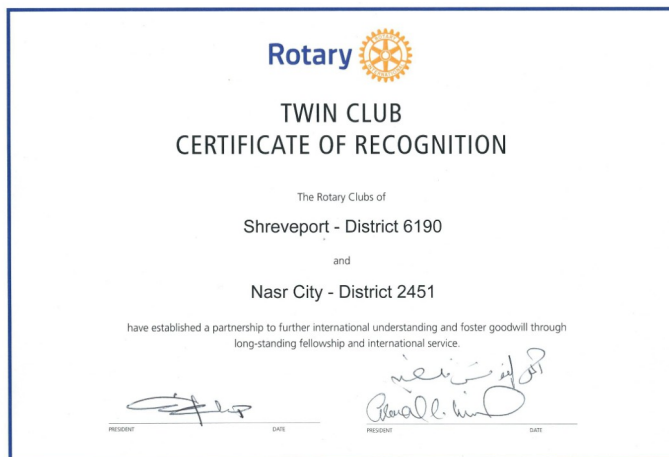 Rotary
ROTARY
INTERNATIONAL
TWIN CLUB
CERTIFICATE OF RECOGNITION
The Rotary Clubs of
Shreveport - District 6190
and
Nasr City - District 2451
have established a partnership to further international understanding and foster goodwill through
long-standing fellowship and international service.
PRESIDENT DATE
PRESIDENT DATE